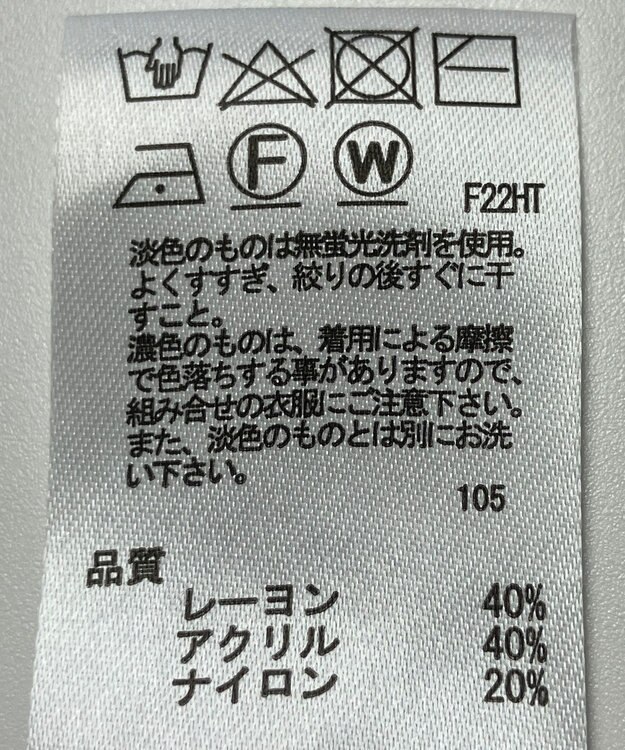 F W
F22HT
淡色のものは無蛍光洗剤を使用。
よくすすぎ、絞りの後すぐに干
すこと。
濃色のものは、着用による摩擦
で色落ちする事がありますので、
組み合せの衣服にご注意下さい。
また、淡色のものとは別にお洗
い下さい。
105
品質
レーヨン 40%
アクリル 40%
ナイロン 20%